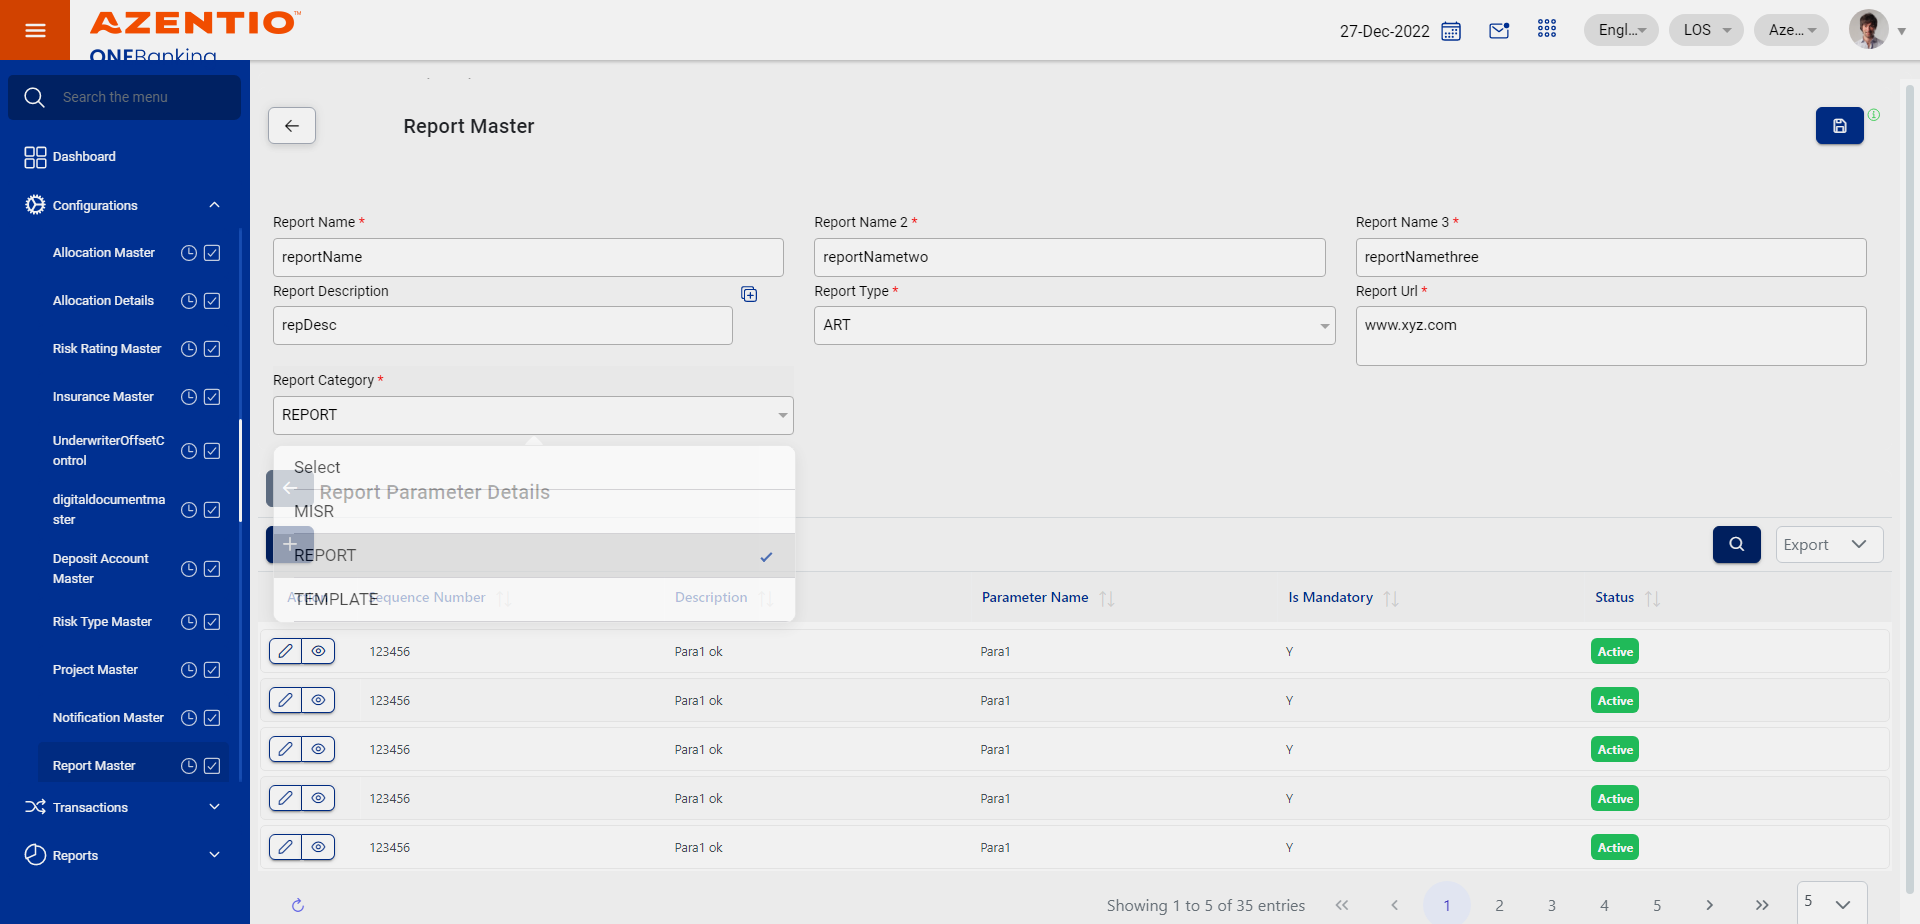 AZENTIO™
ONEBanking
27-Dec-2022
Engl...
LOS
Aze...
Search the menu
Dashboard
Configurations
Allocation Master
Allocation Details
Risk Rating Master
Insurance Master
UnderwriterOffsetC
ontrol
digitaldocumentma
ster
Deposit Account
Master
Risk Type Master
Project Master
Notification Master
Report Master
Transactions
Reports
Report Master
Report Name *
Report Name 2 *
Report Name 3 *
reportName
reportNametwo
reportNamethree
Report Description
Report Type *
Report Url *
repDesc
ART
www.xyz.com
Report Category *
REPORT
Select
Report Parameter Details
MISR
REPORT
TEMPLATE
Export
Sequence Number
Description
Parameter Name
Is Mandatory
Status
123456 Para1 ok Para1 Y Active
123456 Para1 ok Para1 Y Active
123456 Para1 ok Para1 Y Active
123456 Para1 ok Para1 Y Active
123456 Para1 ok Para1 Y Active
Showing 1 to 5 of 35 entries
1 2 3 4 5
5